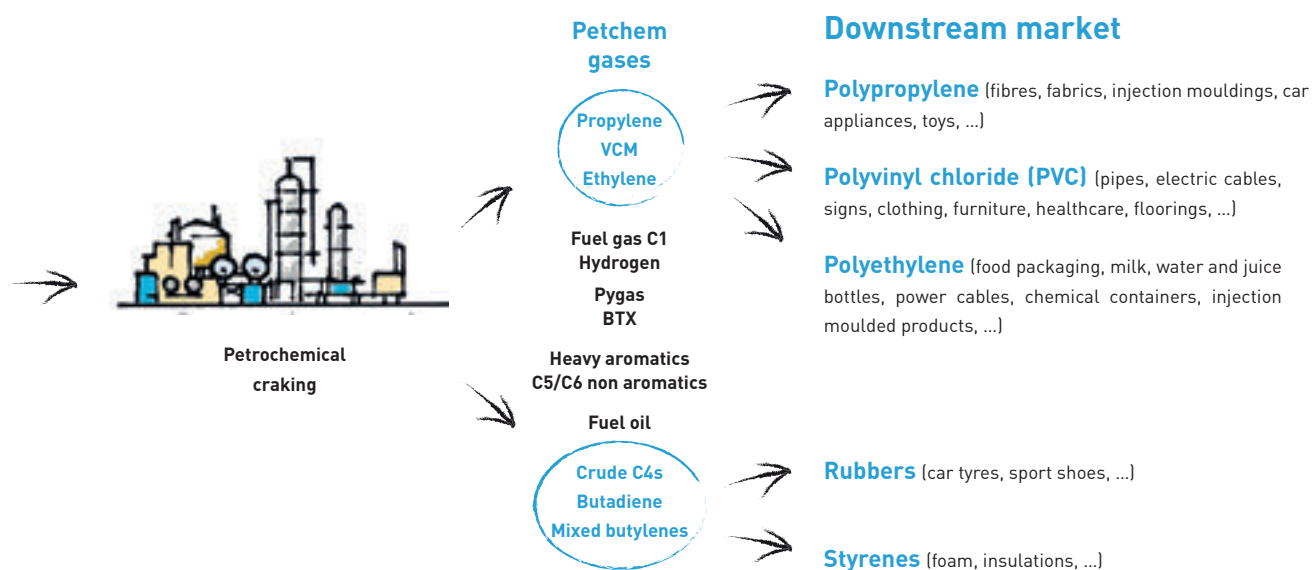 Petchem
gases
Downstream market
Propylene
VCM
Ethylene
Polypropylene (fibres, fabrics, injection mouldings, car
appliances, toys, ...)
Polyvinyl chloride (PVC) (pipes, electric cables,
signs, clothing, furniture, healthcare, floorings, ...)
Polyethylene (food packaging, milk, water and juice
bottles, power cables, chemical containers, injection
moulded products, ...)
Fuel gas C1
Hydrogen
Pygas
BTX
Petrochemical
craking
Heavy aromatics
C5/C6 non aromatics
Fuel oil
Crude C4s
Butadiene
Mixed butylenes
Rubbers (car tyres, sport shoes, ...)
Styrenes (foam, insulations, ...)